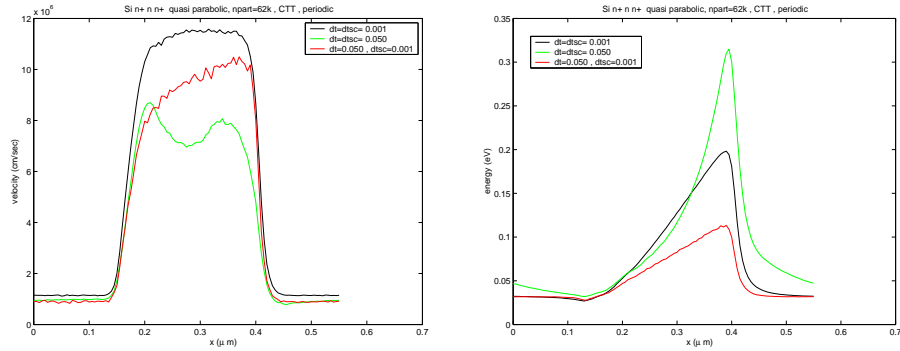 Si n+ n n+ quasi parabolic, npart=62k , CTT , periodic
12
x 10^6
dt=dtsc= 0.001
dt=dtsc= 0.050
dt=0.050 , dtsc=0.001
10
8
6
4
2
0
velocity (cm/sec)
0 0.1 0.2 0.3 0.4 0.5 0.6 0.7
x (μ m)
Si n+ n n+ quasi parabolic, npart=62k , CTT , periodic
0.35
dt=dtsc= 0.001
dt=dtsc= 0.050
dt=0.050 , dtsc=0.001
0.3
0.25
0.2
0.15
0.1
0.05
0
energy (eV)
0 0.1 0.2 0.3 0.4 0.5 0.6 0.7
x (μ m)